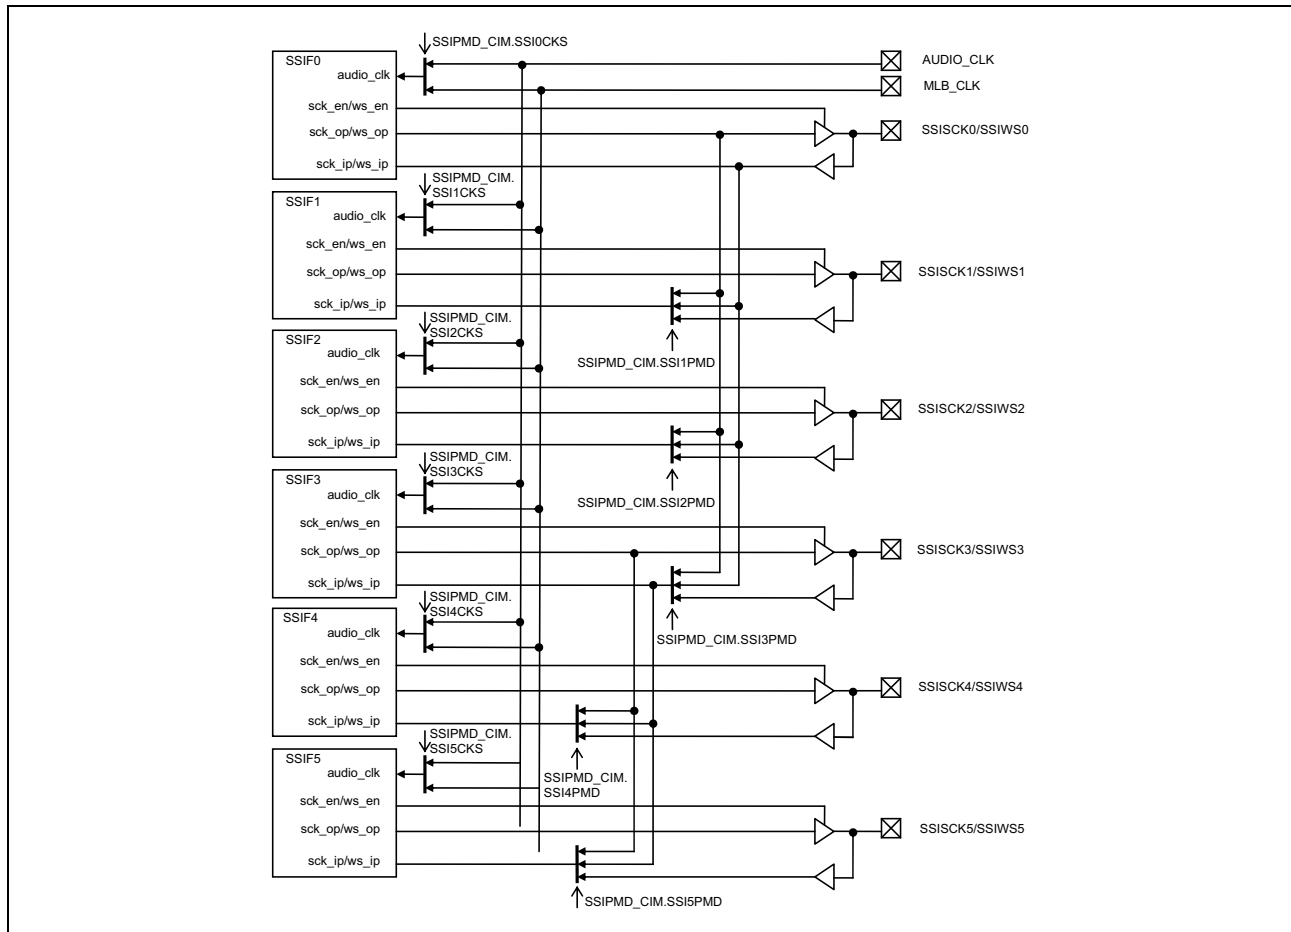 SSIPMD_CIM.SSI0CKS
SSIF0
audio_clk
AUDIO_CLK
MLB_CLK
sck_en/ws_en
sck_op/ws_op
SSISCK0/SSIWS0
sck_ip/ws_ip
SSIPMD_CIM.
SSI1CKS
SSIF1
audio_clk
sck_en/ws_en
sck_op/ws_op
SSISCK1/SSIWS1
sck_ip/ws_ip
SSIPMD_CIM.SSI1PMD
SSIPMD_CIM.
SSI2CKS
SSIF2
audio_clk
sck_en/ws_en
sck_op/ws_op
SSISCK2/SSIWS2
sck_ip/ws_ip
SSIPMD_CIM.SSI2PMD
SSIPMD_CIM.
SSI3CKS
SSIF3
audio_clk
sck_en/ws_en
sck_op/ws_op
SSISCK3/SSIWS3
sck_ip/ws_ip
SSIPMD_CIM.SSI3PMD
SSIPMD_CIM.
SSI4CKS
SSIF4
audio_clk
sck_en/ws_en
sck_op/ws_op
SSISCK4/SSIWS4
sck_ip/ws_ip
SSIPMD_CIM.
SSI4PMD
SSIPMD_CIM.
SSI5CKS
SSIF5
audio_clk
sck_en/ws_en
sck_op/ws_op
SSISCK5/SSIWS5
sck_ip/ws_ip
SSIPMD_CIM.SSI5PMD